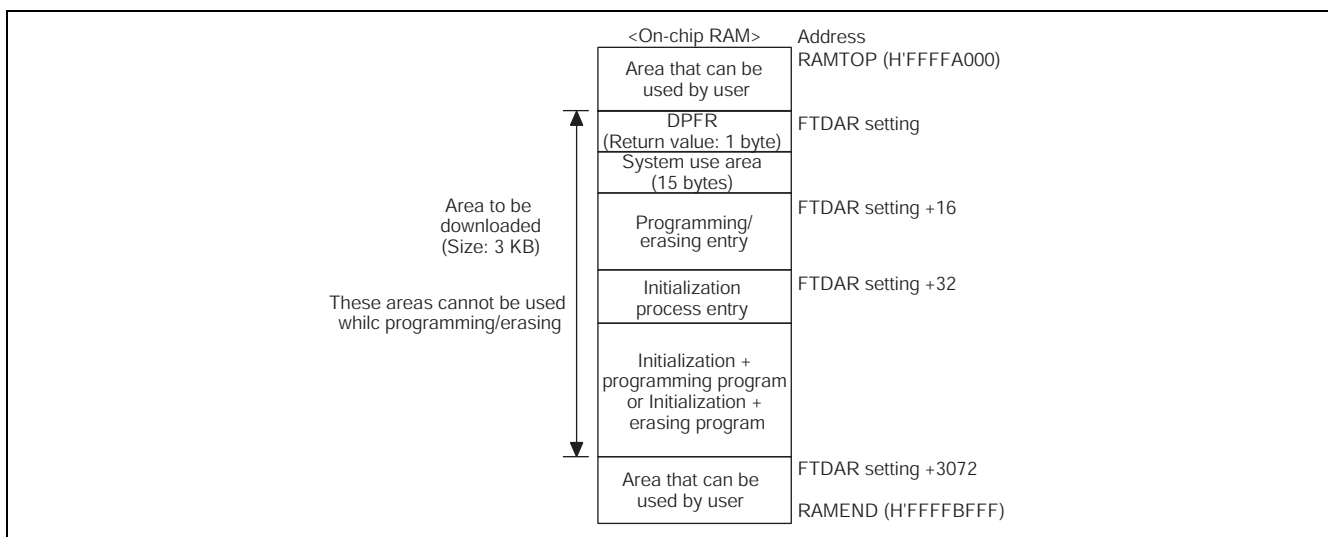 <On-chip RAM>
Address
RAMTOP (H'FFFFA000)
Area that can be
used by user
DPFR
(Return value: 1 byte)
FTDAR setting
System use area
(15 bytes)
Area to be
downloaded
(Size: 3 KB)
FTDAR setting +16
Programming/
erasing entry
These areas cannot be used
whilc programming/erasing
Initialization
process entry
FTDAR setting +32
Initialization +
programming program
or Initialization +
erasing program
Area that can be
used by user
FTDAR setting +3072
RAMEND (H'FFFFBFFF)